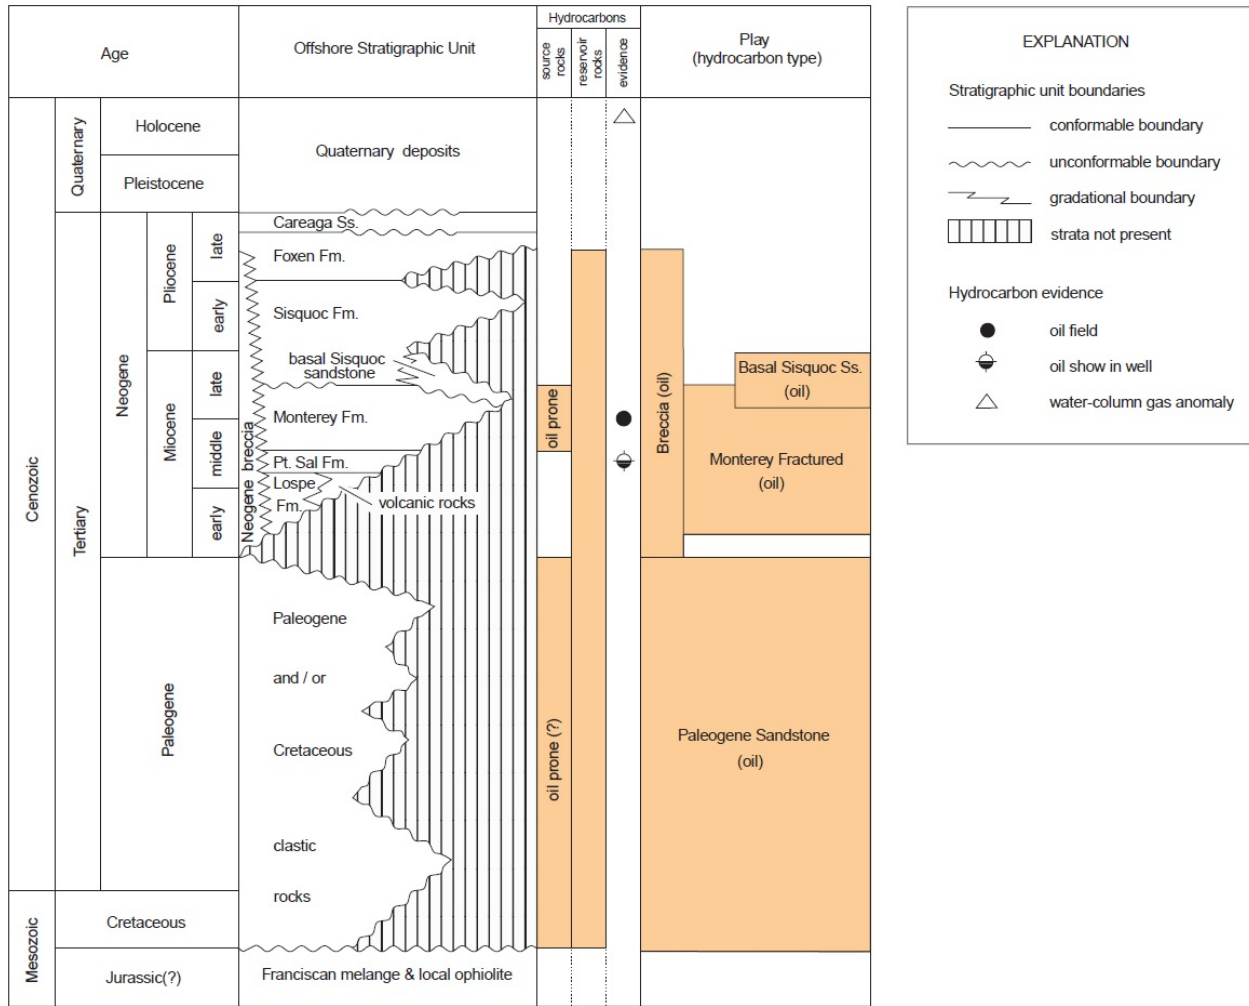 Age
Offshore Stratigraphic Unit
Hydrocarbons
source
rocks
reservoir
rocks
evidence
Play
(hydrocarbon type)
Cenozoic
Mesozoic
Quaternary
Tertiary
Holocene
Pleistocene
Neogene
Pliocene
late
early
Miocene
late
middle
early
Paleogene
Cretaceous
Jurassic(?)
Quaternary deposits
Careaga Ss.
Foxen Fm.
Sisquoc Fm.
basal Sisquoc
sandstone
Monterey Fm.
Pt. Sal Fm.
Lospe
Fm.
volcanic rocks
Neogene breccia
Paleogene
and / or
Cretaceous
clastic
rocks
Franciscan melange & local ophiolite
oil prone
oil prone (?)
Breccia (oil)
Basal Sisquoc Ss.
(oil)
Monterey Fractured
(oil)
Paleogene Sandstone
(oil)
EXPLANATION
Stratigraphic unit boundaries
conformable boundary
unconformable boundary
gradational boundary
strata not present
Hydrocarbon evidence
oil field
oil show in well
water-column gas anomaly